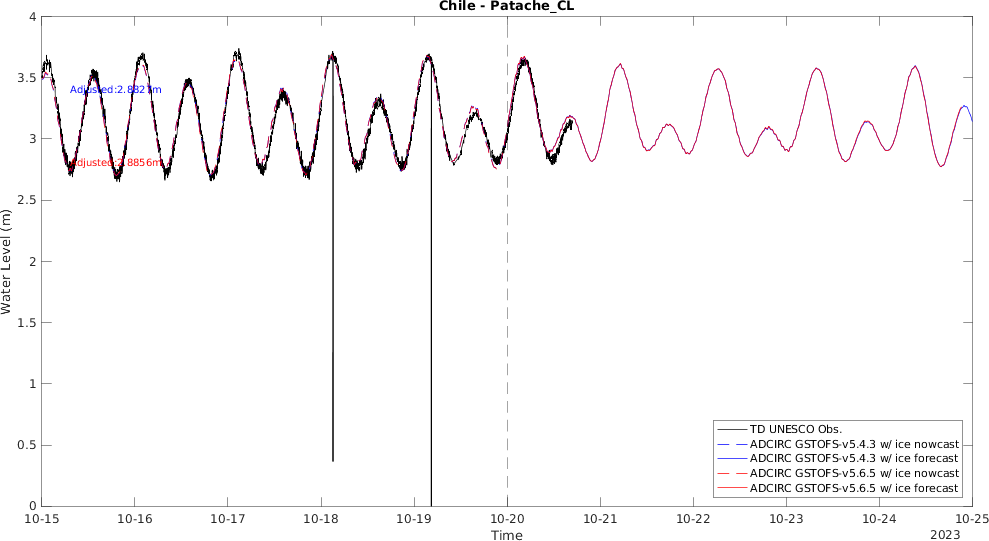 Chile - Patache_CL
4
3.5
3
2.5
2
1.5
1
0.5
0
Water Level (m)
Adjusted:2.8827m
Adjusted:2.8856m
TD UNESCO Obs.
ADCIRC GSTOFS-v5.4.3 w/ ice nowcast
ADCIRC GSTOFS-v5.4.3 w/ ice forecast
ADCIRC GSTOFS-v5.6.5 w/ ice nowcast
ADCIRC GSTOFS-v5.6.5 w/ ice forecast
10-15 10-16 10-17 10-18 10-19 10-20 10-21 10-22 10-23 10-24 10-25
Time
2023